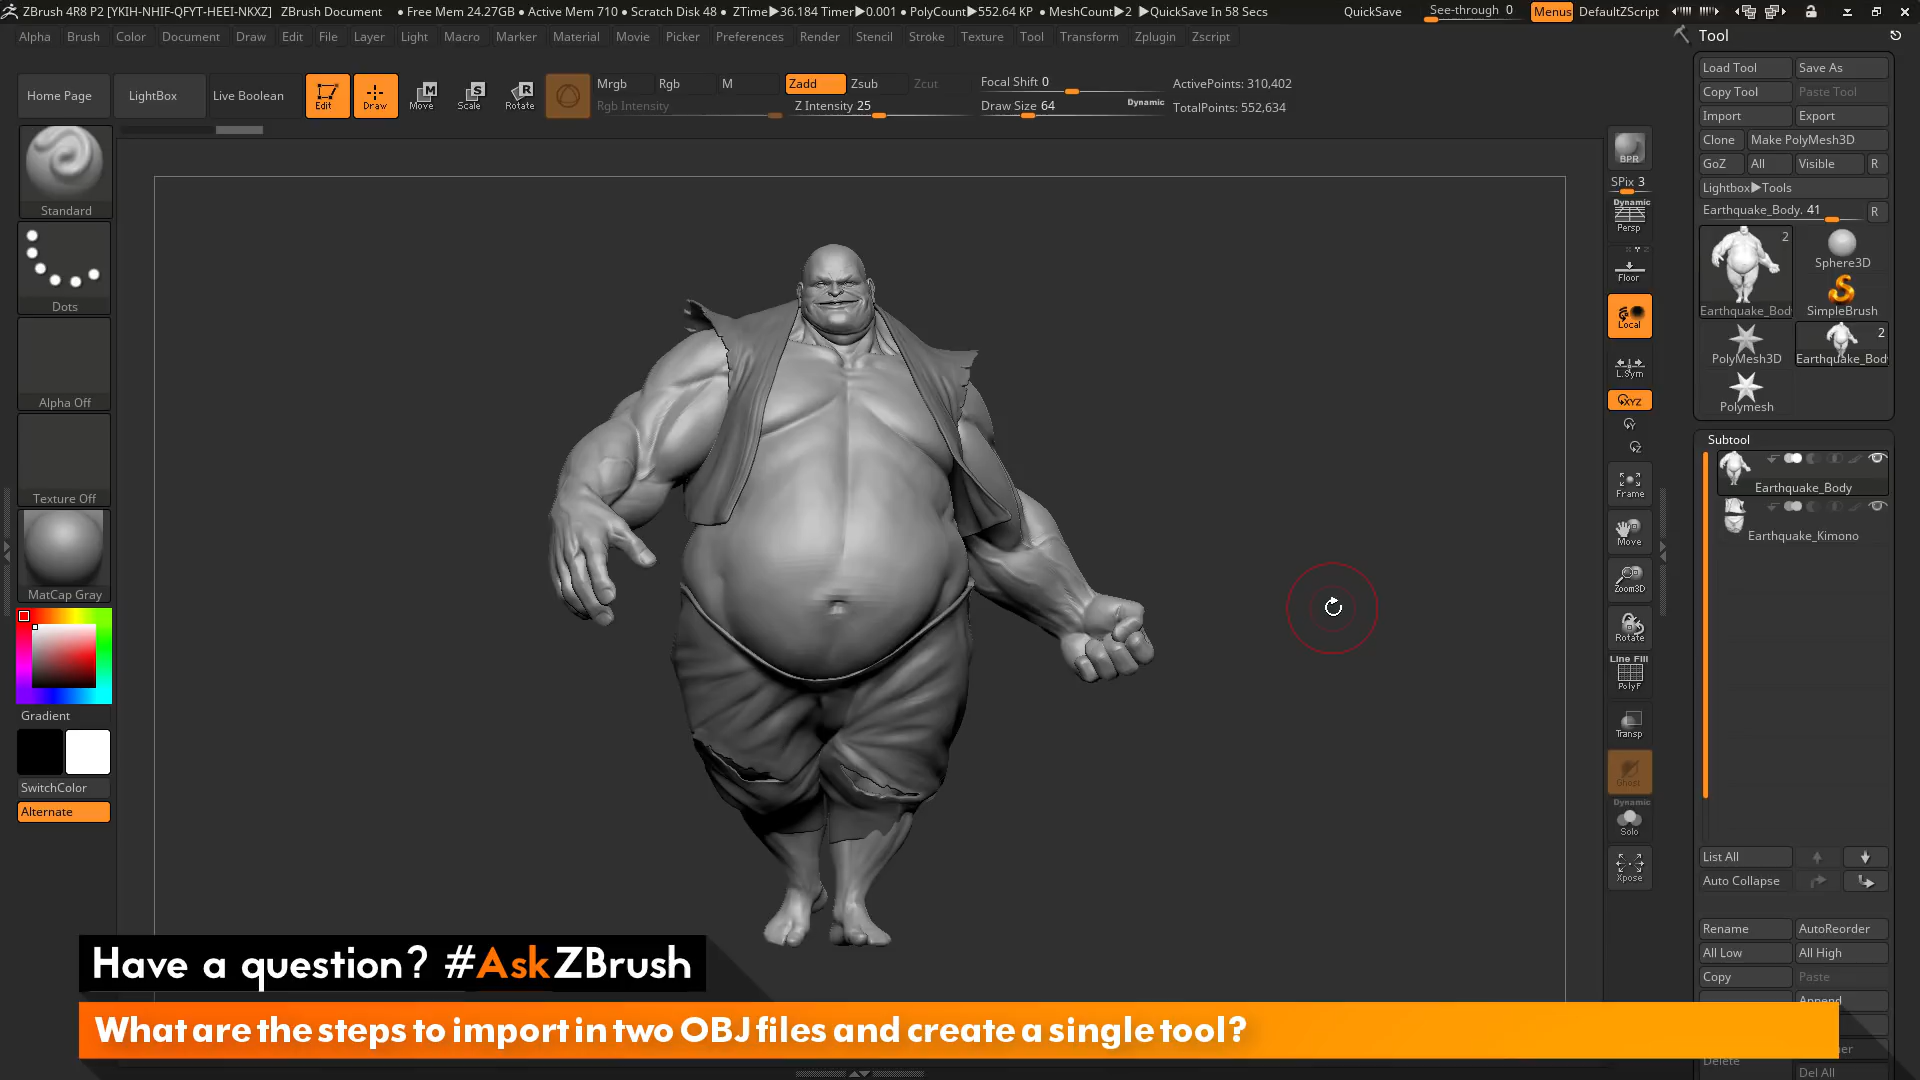 ZBrush 4R8 P2 [YKIH-NHIF-QFYT-HEEI-NKXZ] ZBrush Document • Free Mem 24.27GB • Active Mem 710 • Scratch Disk 48 • ZTime▶36.184 Timer▶0.001 • PolyCount▶552.64 KP • MeshCount▶2 ▶QuickSave In 58 Secs QuickSave See-through 0 Menus DefaultZScript
Alpha Brush Color Document Draw Edit File Layer Light Macro Marker Material Movie Picker Preferences Render Stencil Stroke Texture Tool Transform Zplugin Zscript
Home Page LightBox Live Boolean Edit Draw Move Scale Rotate
Mrgb Rgb M Zadd Zsub Zcut Focal Shift 0 ActivePoints: 310,402
Rgb Intensity Z Intensity 25 Draw Size 64 Dynamic TotalPoints: 552,634
Standard
Dots
Alpha Off
Texture Off
MatCap Gray
Gradient
SwitchColor
Alternate
BPR
SPix 3
Dynamic
Persp
Floor
Local
L.Sym
XYZ
Y
Z
Frame
Move
Zoom3D
Rotate
Line Fill
PolyF
Transp
Ghost
Dynamic
Solo
Xpose
Tool
Load Tool Save As
Copy Tool Paste Tool
Import Export
Clone Make PolyMesh3D
GoZ All Visible R
Lightbox▶Tools
Earthquake_Body. 41 R
2
Sphere3D
Earthquake_Bod SimpleBrush
2
PolyMesh3D Earthquake_Bod
Polymesh
Subtool
Earthquake_Body
Earthquake_Kimono
List All
Auto Collapse
Rename AutoReorder
All Low All High
Copy Paste
Append
Delete
Del All
Have a question? #AskZBrush
What are the steps to import in two OBJ files and create a single tool?